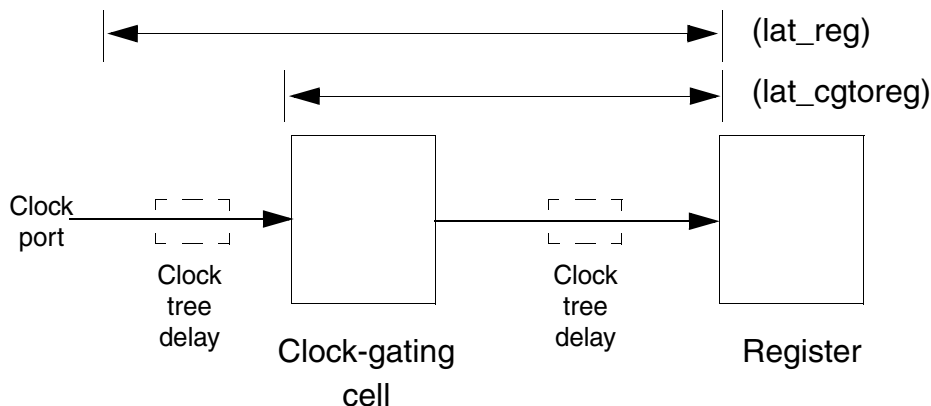 (lat_reg)
(lat_cgtoreg)
Clock
port
Clock
tree
delay
Clock
tree
delay
Clock-gating
cell
Register